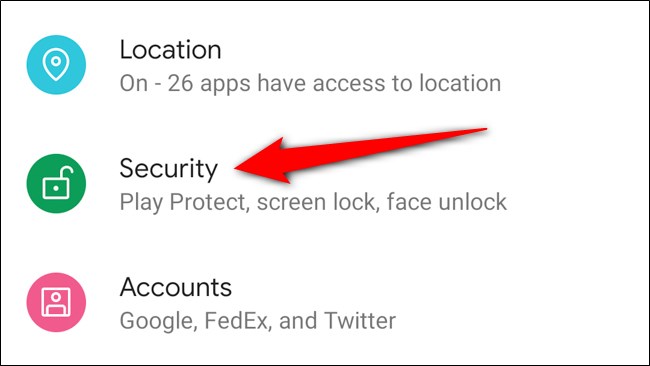 Location
On - 26 apps have access to location
Security
Play Protect, screen lock, face unlock
Accounts
Google, FedEx, and Twitter